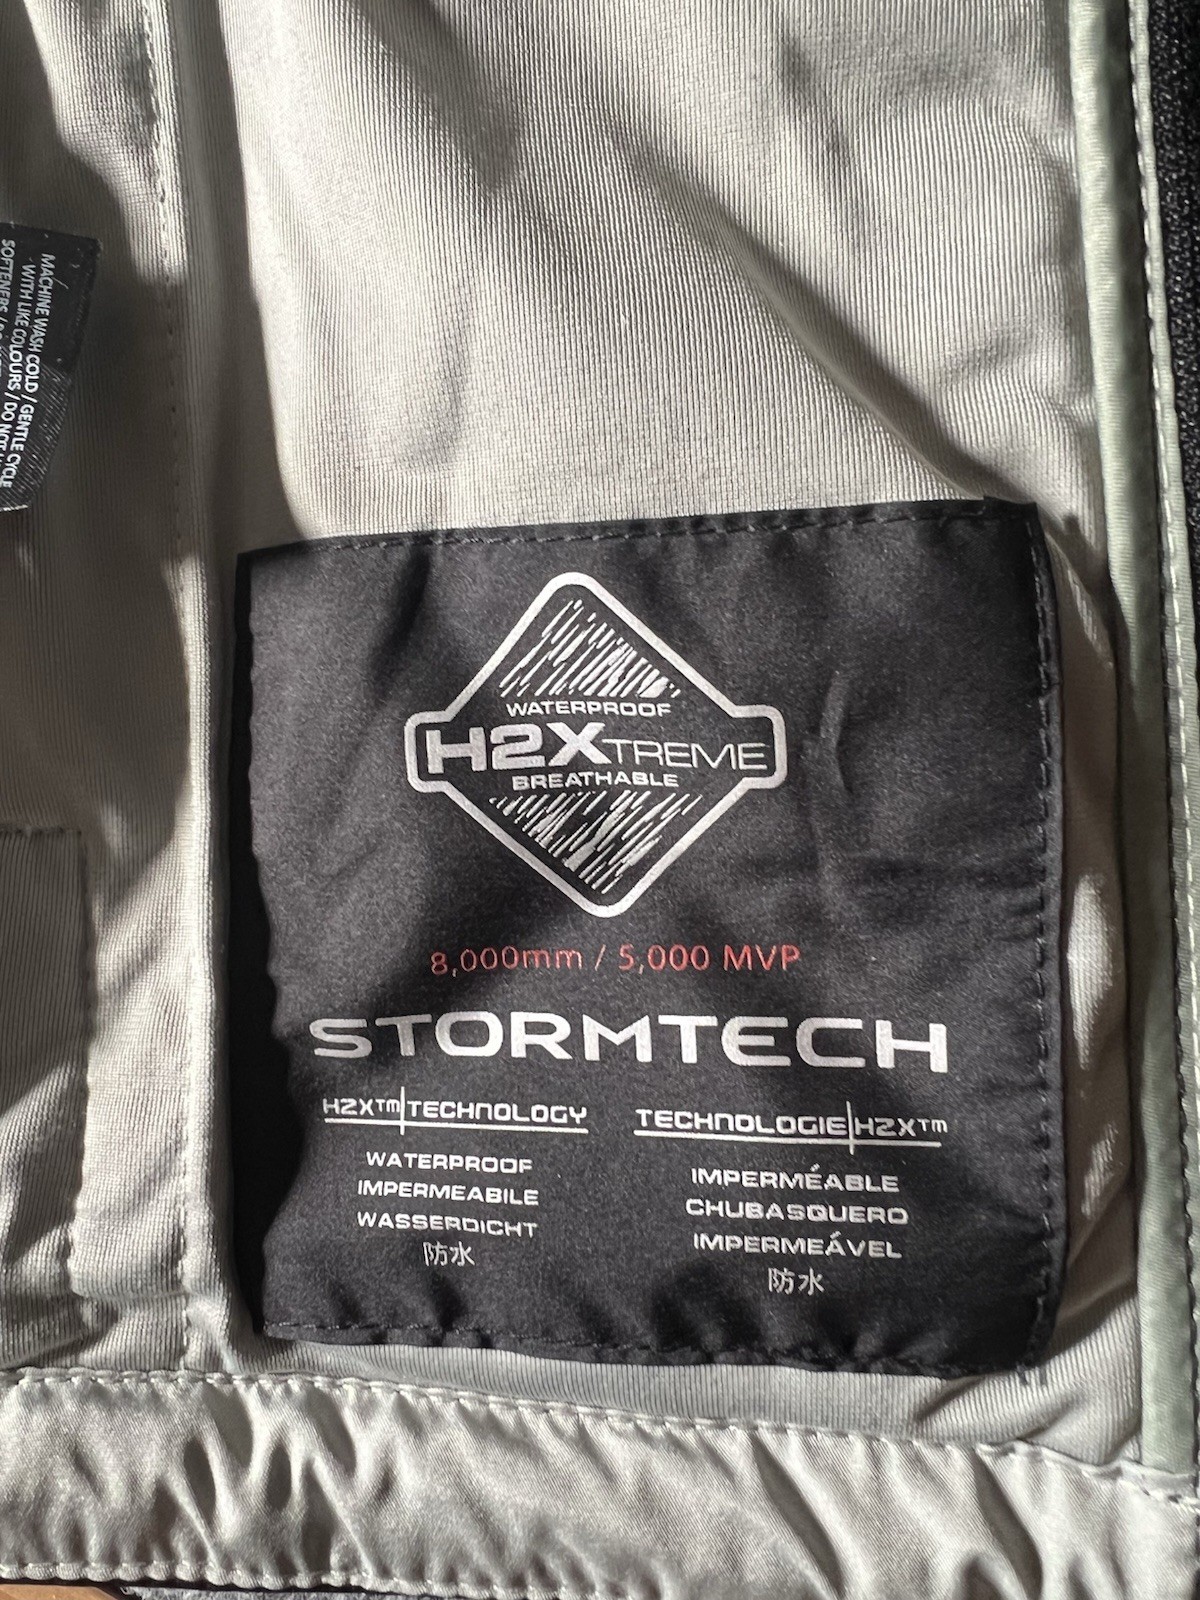 MACHINE WASH COLD / GENTLE CYCLE
WITH LIKE COLOURS / DO NOT
SOFTENERS /
WATERPROOF
H2XTREME
BREATHABLE
8,000mm / 5,000 MVP
STORMTECH
H2X™ TECHNOLOGY
WATERPROOF
IMPERMEABILE
WASSERDICHT
防水
TECHNOLOGIE H2X™
IMPERMÉABLE
CHUBASQUERO
IMPERMEÁVEL
防水